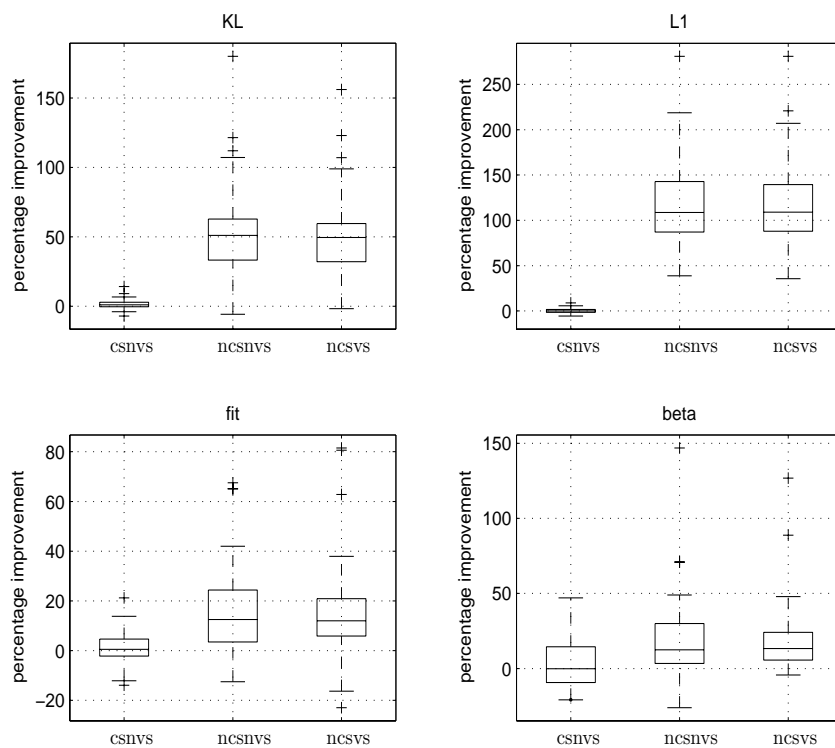 KL
percentage improvement
150
100
50
0
csnvs ncsnvs ncsvs
L1
percentage improvement
250
200
150
100
50
0
csnvs ncsnvs ncsvs
fit
percentage improvement
80
60
40
20
0
−20
csnvs ncsnvs ncsvs
beta
percentage improvement
150
100
50
0
csnvs ncsnvs ncsvs